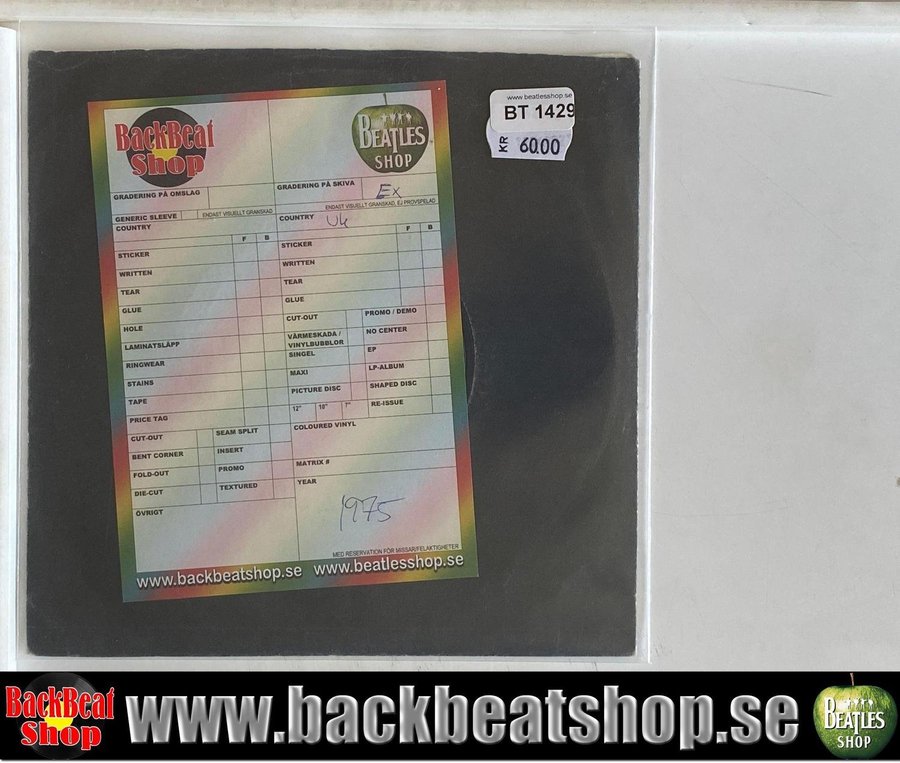 www.beatlesshop.se
BT 1429
KR 60.00
BackBeat
Shop
BEATLES
SHOP
GRADERING PÅ OMSLAG
GRADERING PÅ SKIVA
Ex
ENDAST VISUELLT GRANSKAD
ENDAST VISUELLT GRANSKAD, EJ PROVSPELAD
GENERIC SLEEVE
COUNTRY
COUNTRY
UK
F B
F B
STICKER
WRITTEN
TEAR
GLUE
HOLE
LAMINATSLÄPP
RINGWEAR
STAINS
TAPE
PRICE TAG
CUT-OUT
SEAM SPLIT
BENT CORNER
INSERT
FOLD-OUT
PROMO
DIE-CUT
TEXTURED
ÖVRIGT
STICKER
WRITTEN
TEAR
GLUE
CUT-OUT
PROMO / DEMO
VÄRMESKADA /
VINYLBUBBLOR
NO CENTER
SINGEL
EP
MAXI
LP-ALBUM
PICTURE DISC
SHAPED DISC
12" 10" 7"
RE-ISSUE
COLOURED VINYL
MATRIX #
YEAR
1975
MED RESERVATION FÖR MISSAR/FELAKTIGHETER
www.backbeatshop.se www.beatlesshop.se
BackBeat
Shop
www.backbeatshop.se
BEATLES
SHOP